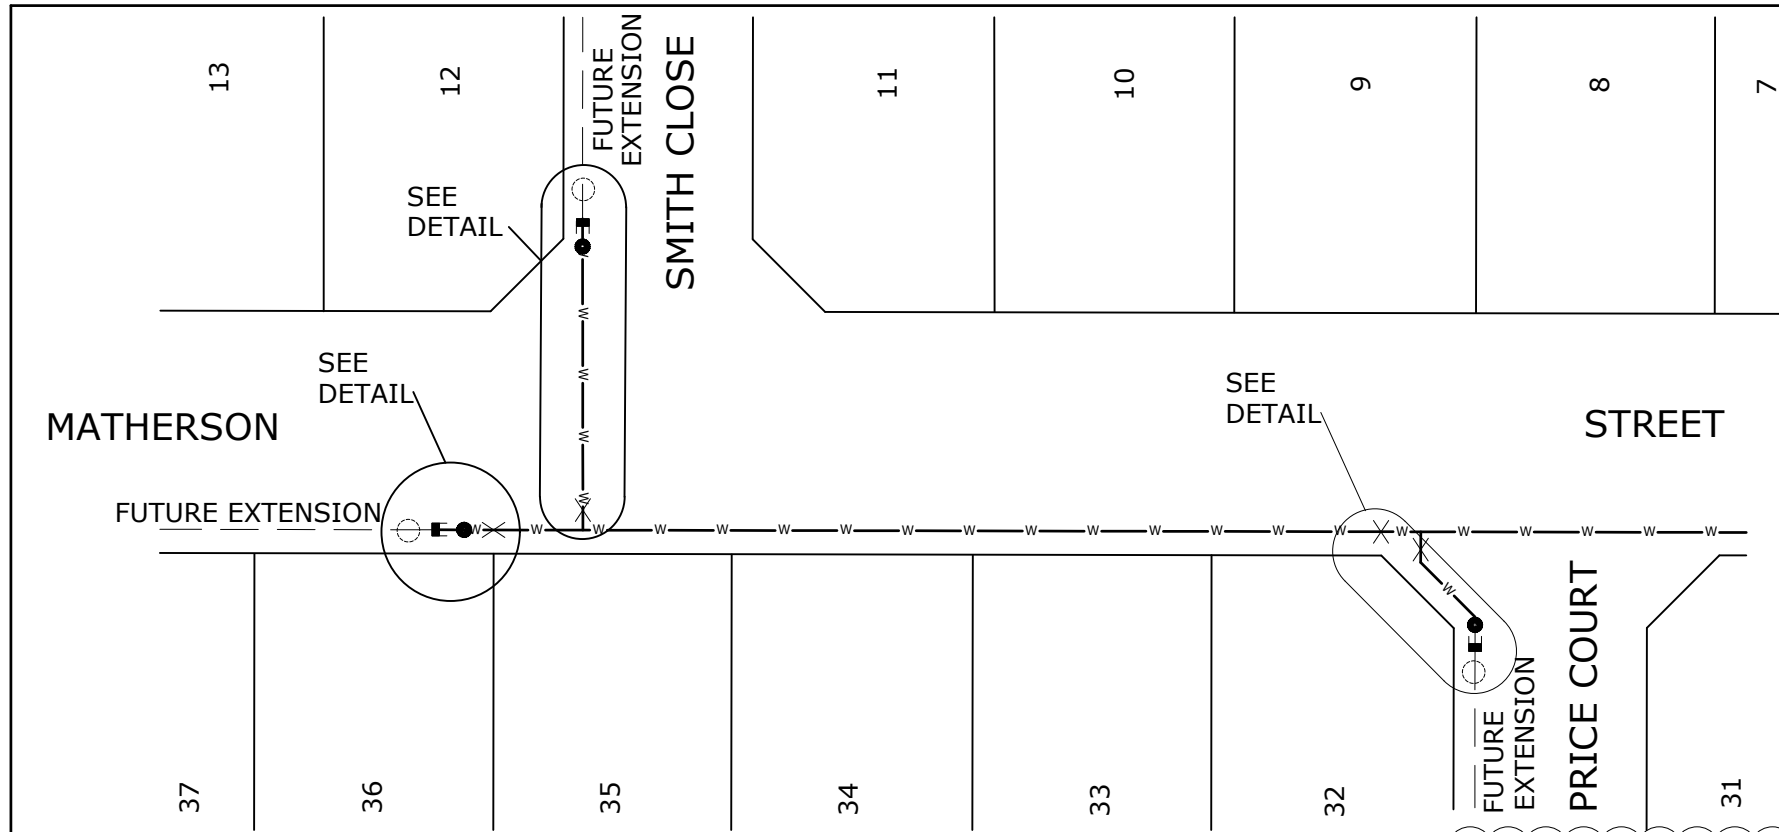 13
12
FUTURE
EXTENSION
SMITH CLOSE
11
10
9
8
7
SEE
DETAIL
SEE
DETAIL
SEE
DETAIL
MATHERSON
STREET
FUTURE EXTENSION
W W W W W W W W W W W W W W W W W W W W W
W
W
W
W
W
W
37
36
35
34
33
32
FUTURE
EXTENSION
PRICE COURT
31